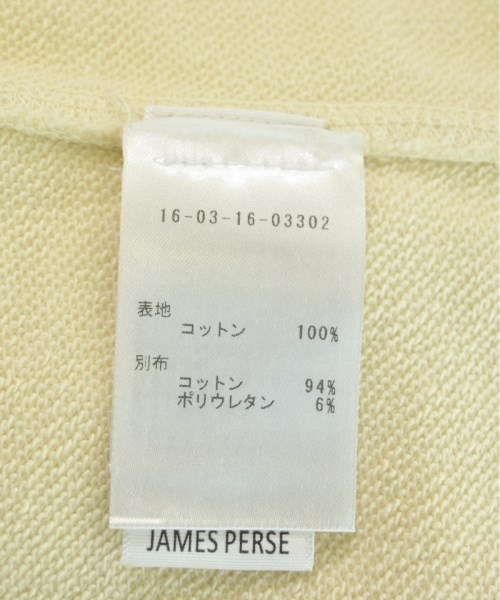 16-03-16-03302
表地
コットン 100%
別布
コットン 94%
ポリウレタン 6%
JAMES PERSE